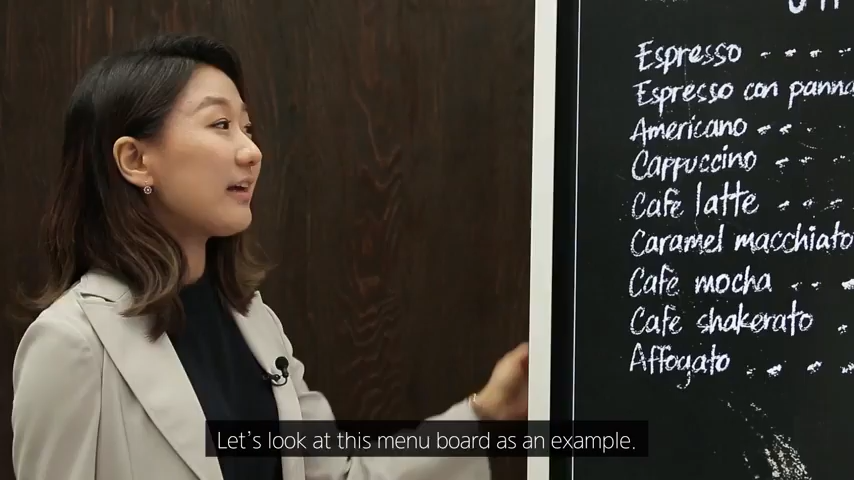 Espresso
Espresso con panna
Americano
Cappuccino
Cafe latte
Caramel macchiato
Cafe mocha
Cafe shakerato
Affogato
Let's look at this menu board as an example.